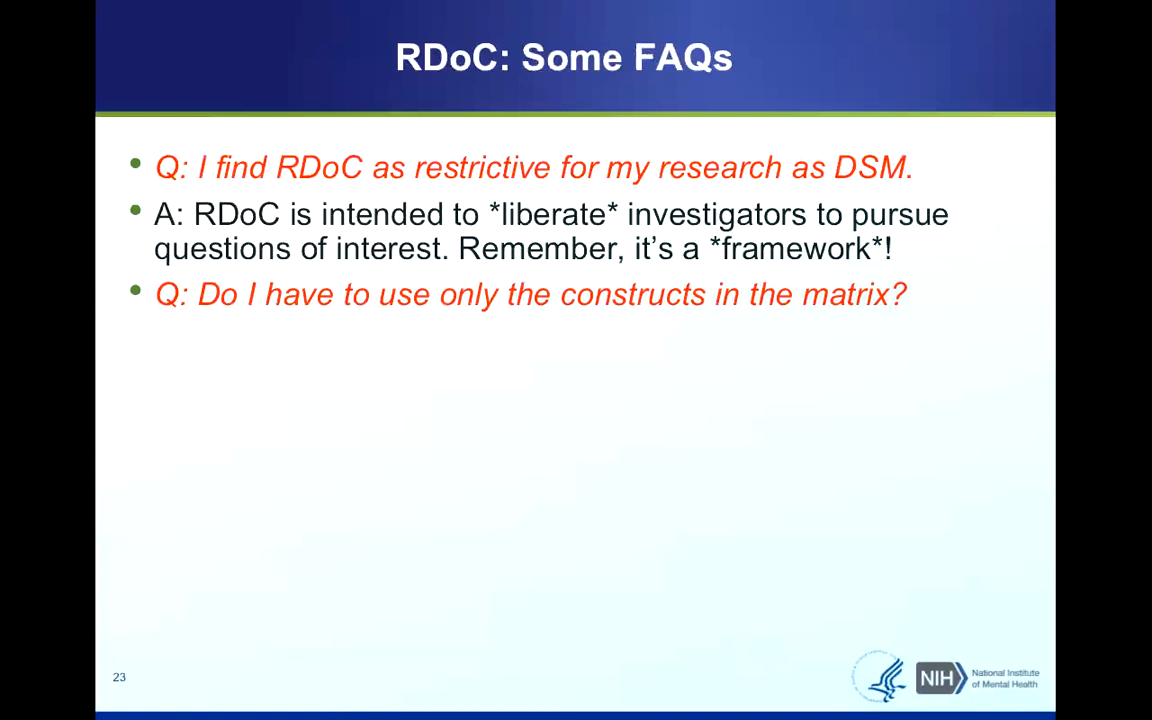 RDoC: Some FAQs
• Q: I find RDoC as restrictive for my research as DSM.
• A: RDoC is intended to *liberate* investigators to pursue
questions of interest. Remember, it’s a *framework*!
• Q: Do I have to use only the constructs in the matrix?
23
NIH
National Institute
of Mental Health